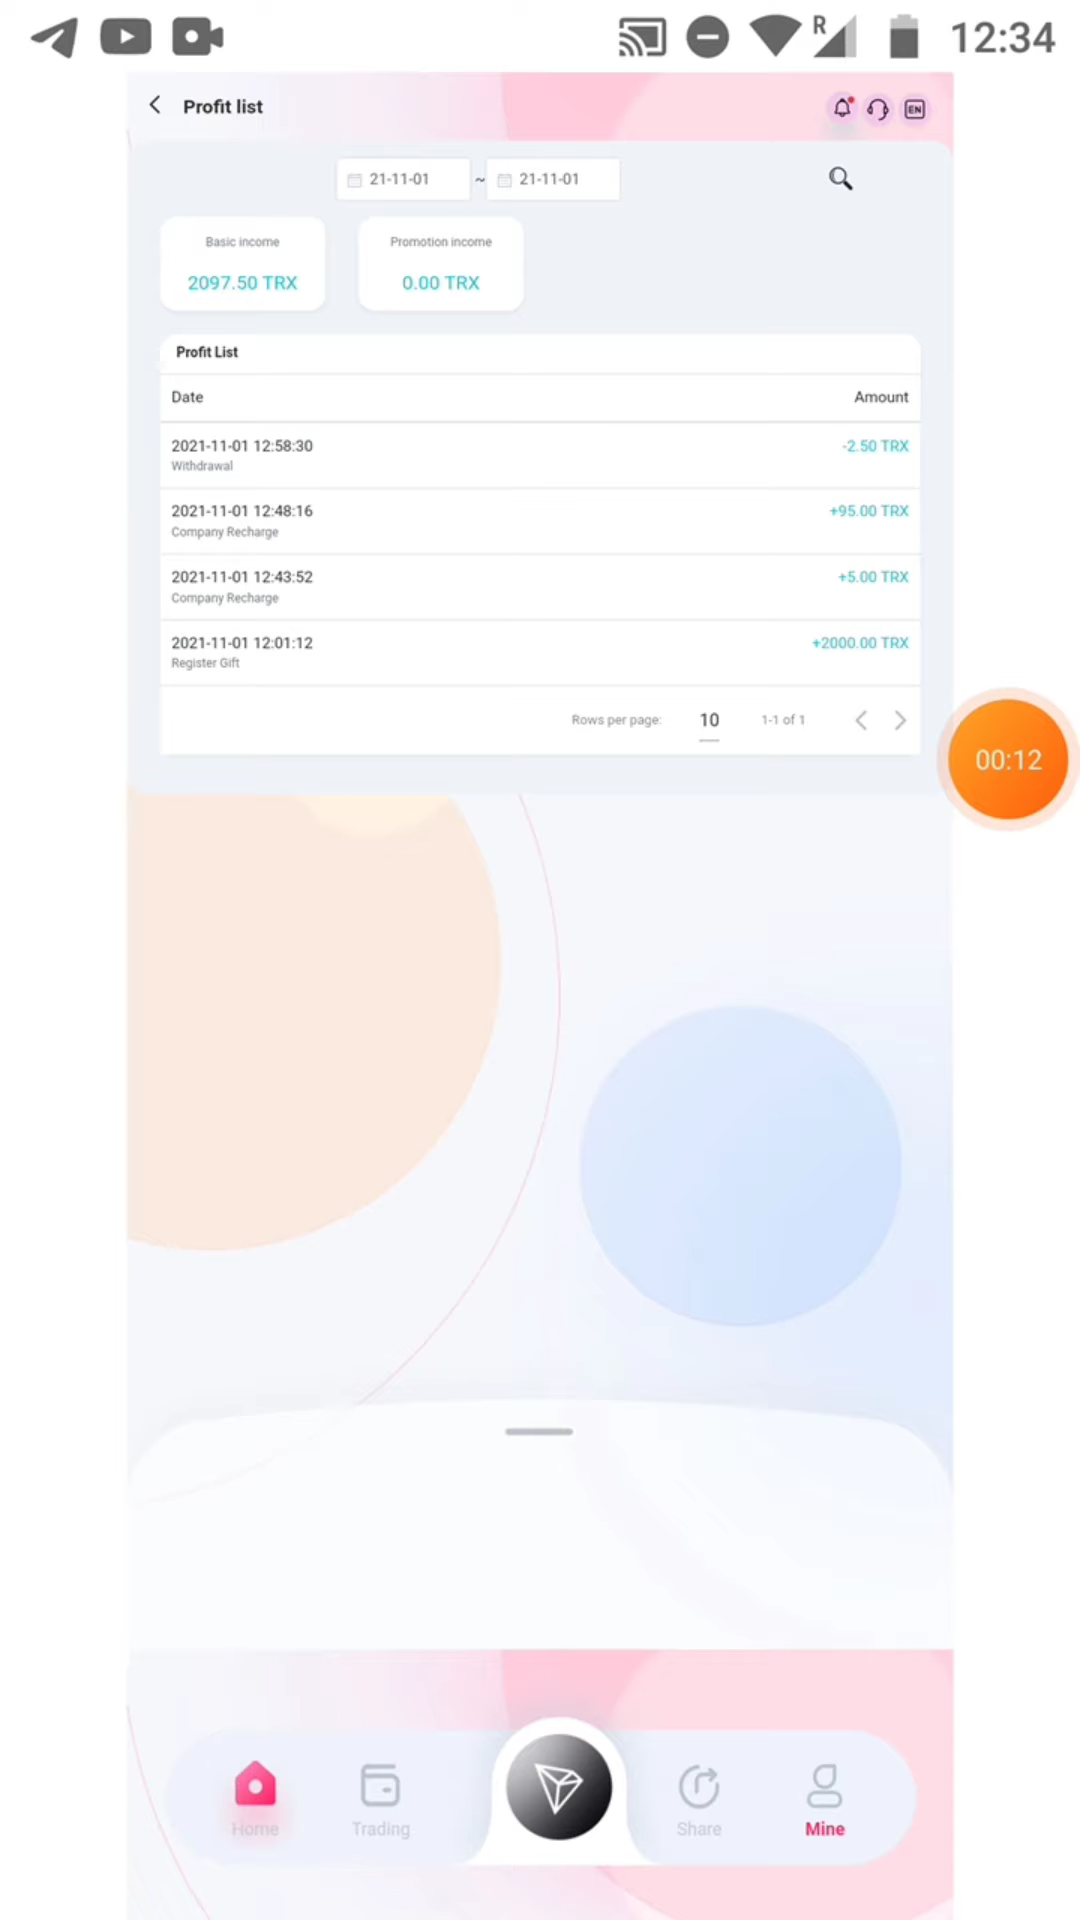 R
12:34
Profit list
EN
21-11-01 ~ 21-11-01
Basic income
2097.50 TRX
Promotion income
0.00 TRX
Profit List
Date Amount
2021-11-01 12:58:30 -2.50 TRX
Withdrawal
2021-11-01 12:48:16 +95.00 TRX
Company Recharge
2021-11-01 12:43:52 +5.00 TRX
Company Recharge
2021-11-01 12:01:12 +2000.00 TRX
Register Gift
Rows per page: 10 1-1 of 1
00:12
Home Trading Share Mine